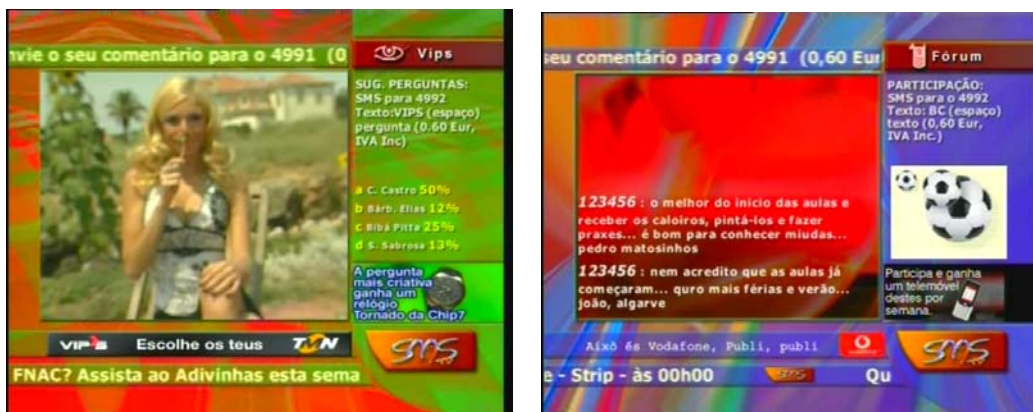 nvie o seu comentário para o 4991 (0
Vips
SUG. PERGUNTAS:
SMS para 4992
Texto:VIPS (espaço)
pergunta (0.60 Eur,
IVA Inc)
a C. Castro 50%
b Bárb. Elias 12%
c Bibá Pitta 25%
d S. Sabrosa 13%
A pergunta
mais criativa
ganha um
relógio
Tornado da Chip7
VIP's Escolhe os teus TMN
SMS
FNAC? Assista ao Adivinhas esta sema
seu comentário para o 4991 (0,60 Euri
Fórum
PARTICIPAÇÃO:
SMS para o 4992
Texto: BC (espaço)
texto (0,60 Eur,
IVA Inc.)
123456 : o melhor do inicio das aulas e
receber os caloiros, pintá-los e fazer
praxes... é bom para conhecer miudas...
pedro matosinhos
123456 : nem acredito que as aulas já
começaram... quro mais férias e verão...
joão, algarve
Participa e ganha
um telemóvel
destes por
semana.
Això és Vodafone, Publi, publi
SMS
e - Strip - às 00h00 SMS Qu